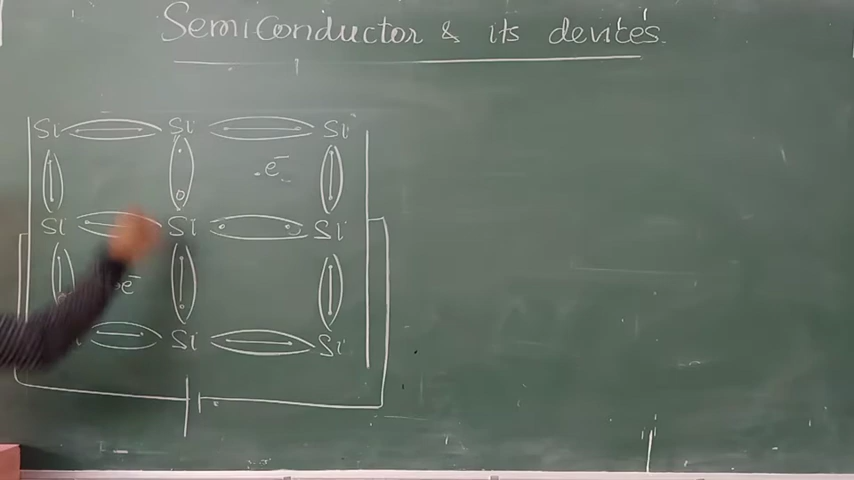 Semiconductor & its devices.
Si Si Si
e⁻
Si Si Si
e⁻
Si Si